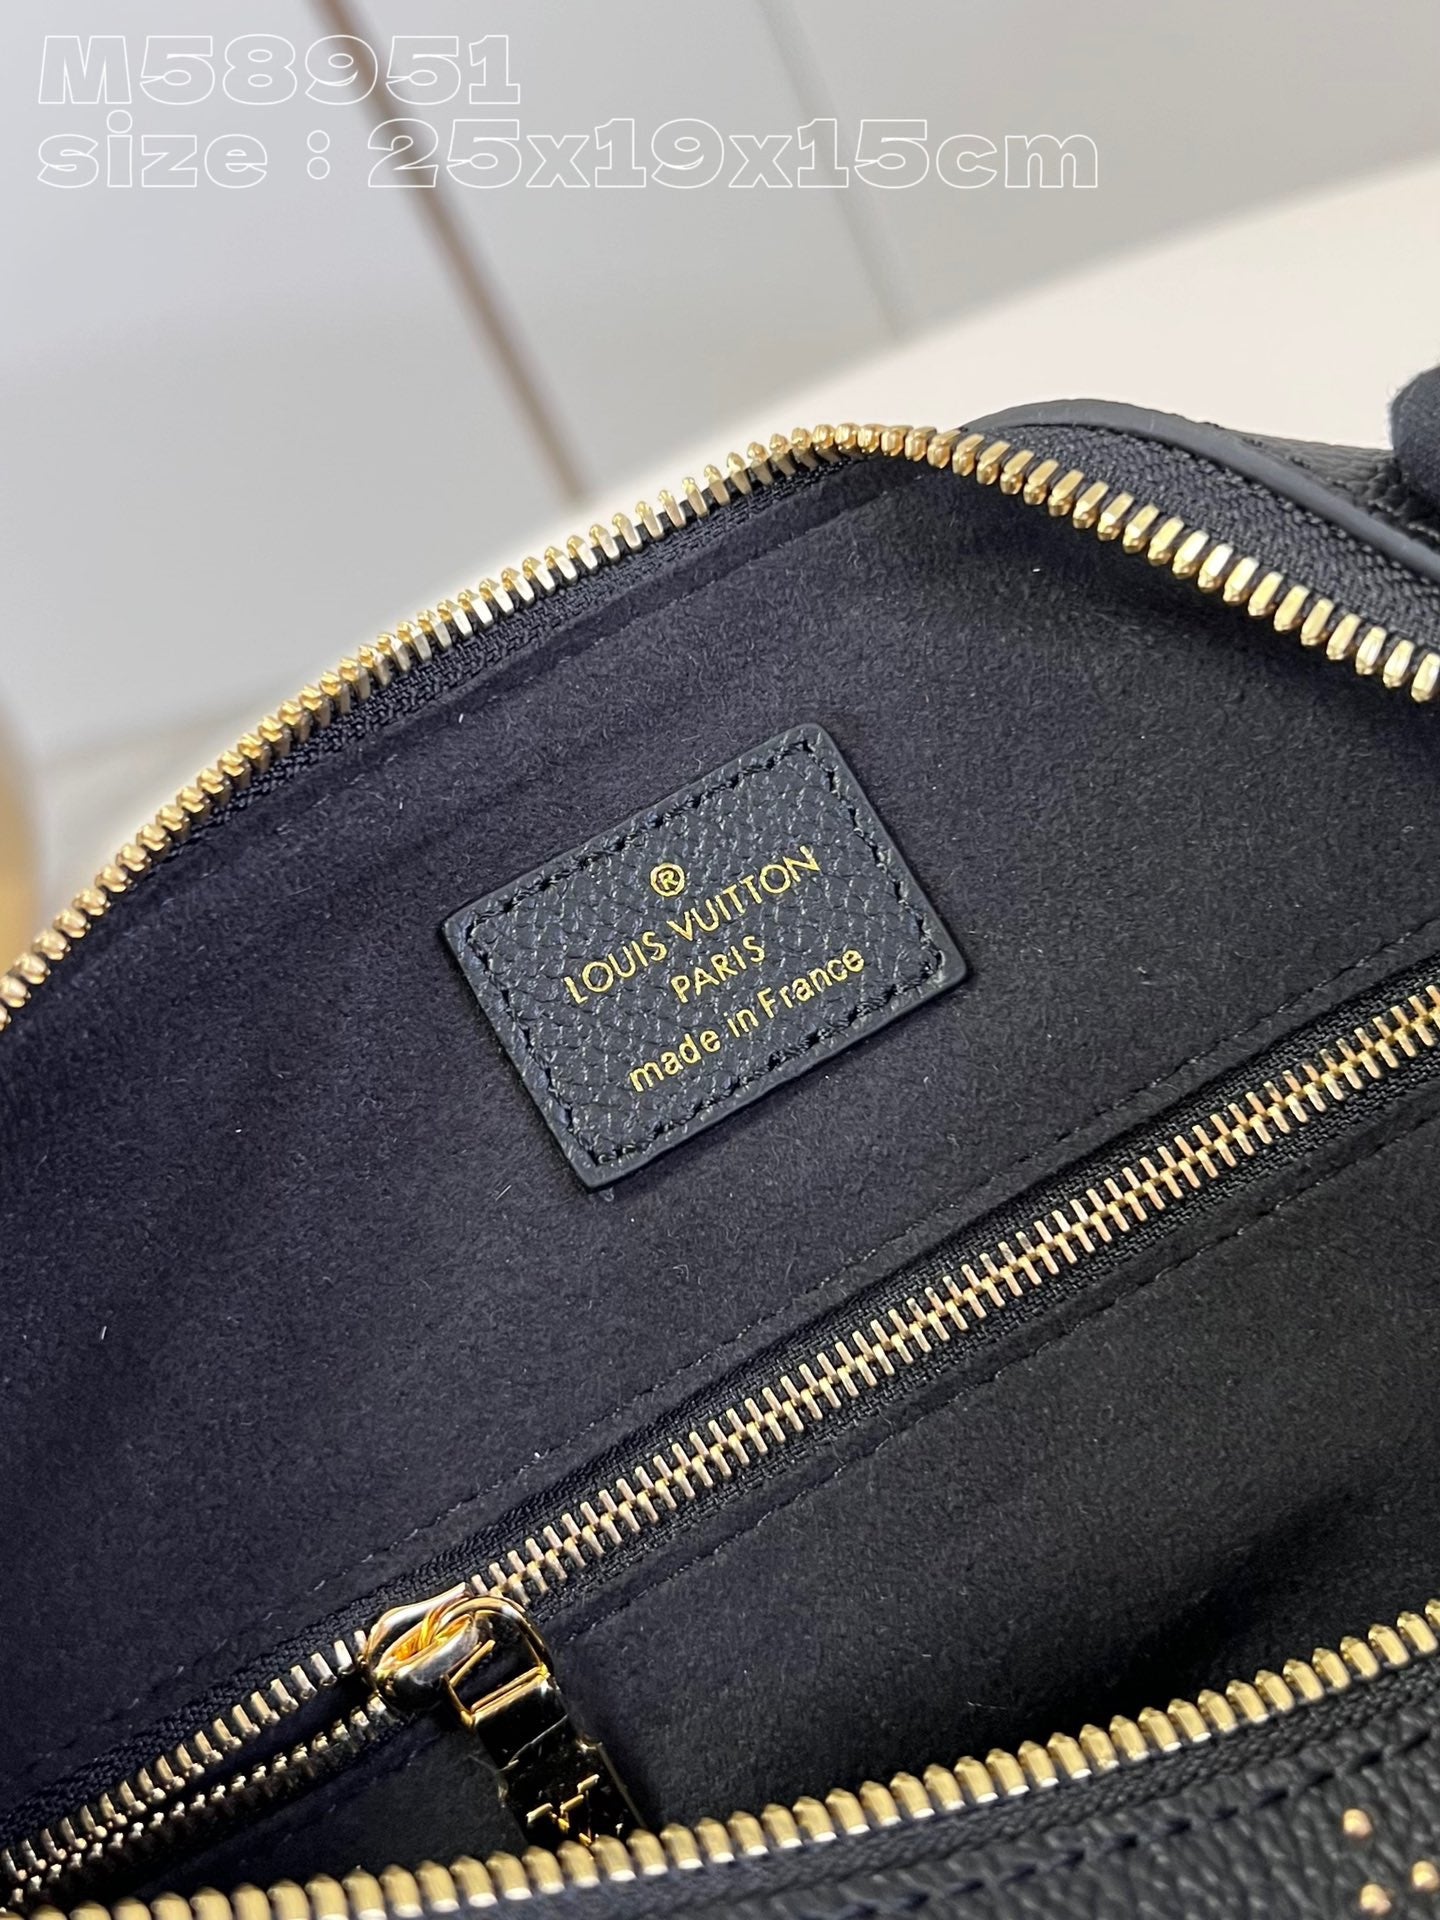 M58951
size : 25x19x15cm
®
LOUIS VUITTON
PARIS
made in France